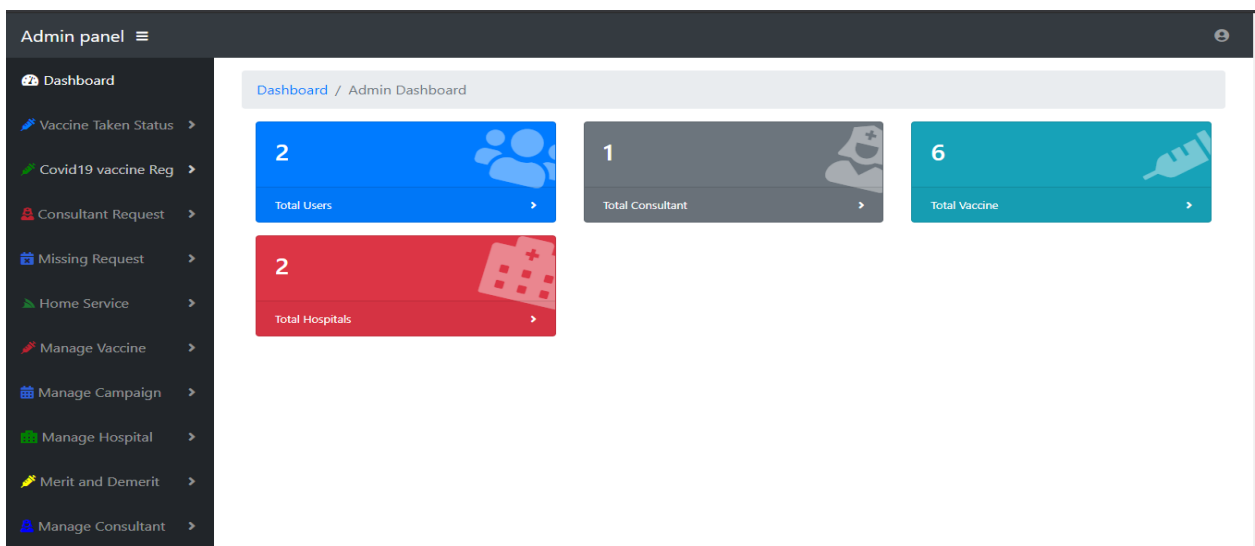 Admin panel
Dashboard
Vaccine Taken Status
Covid19 vaccine Reg
Consultant Request
Missing Request
Home Service
Manage Vaccine
Manage Campaign
Manage Hospital
Merit and Demerit
Manage Consultant
Dashboard / Admin Dashboard
2
Total Users
1
Total Consultant
6
Total Vaccine
2
Total Hospitals